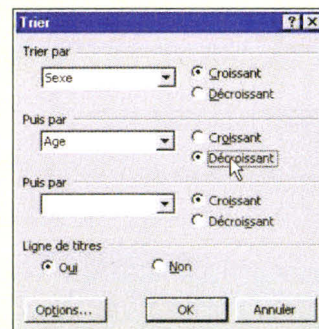 Trier
Trier par
Sexe
Croissant
Décroissant
Puis par
Age
Croissant
Décroissant
Puis par
Croissant
Décroissant
Ligne de titres
Oui Non
Options... OK Annuler